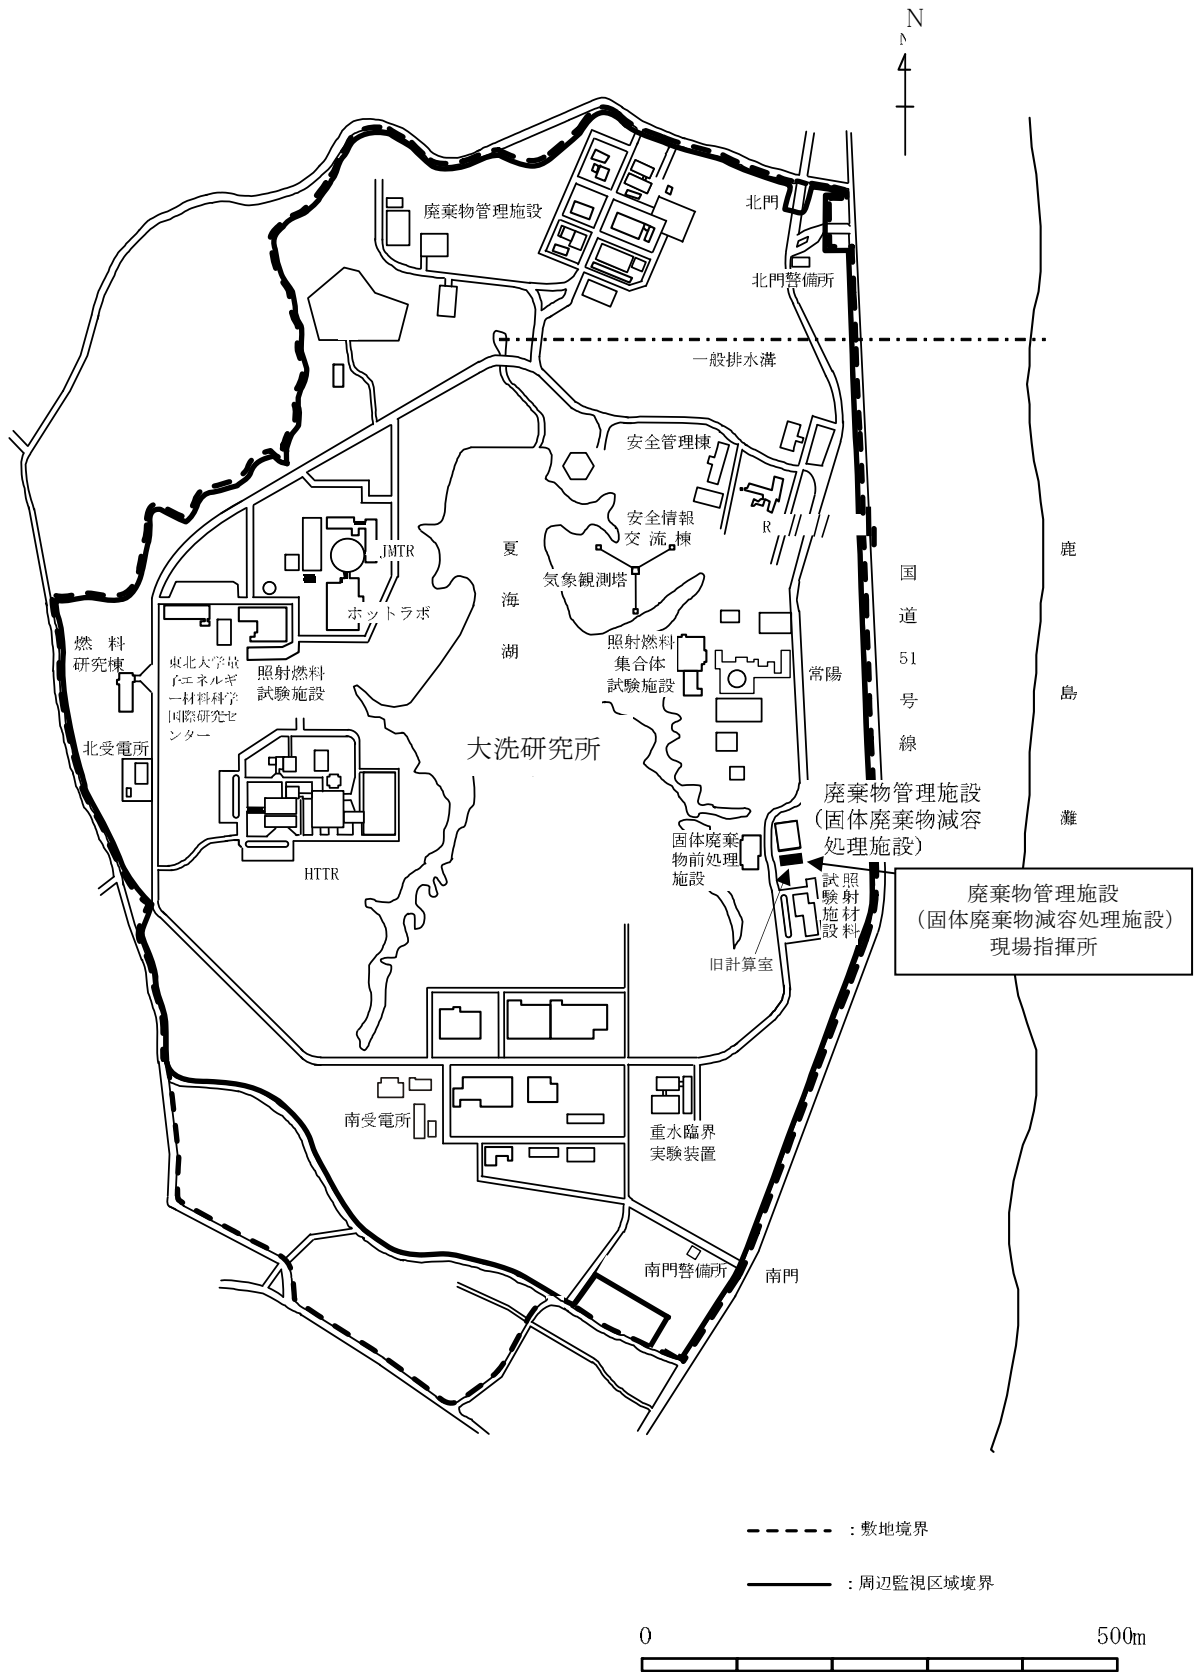 N
N
北門
廃棄物管理施設
北門警備所
一般排水溝
安全管理棟
安全情報
交流棟
R
JMTR
夏海湖
気象観測塔
鹿島灘
国道51号線
ホットラボ
燃料
研究棟
東北大学量
子エネルギ
ー材料科学
国際研究セ
ンター
照射燃料
試験施設
照射燃料
集合体
試験施設
常陽
北受電所
大洗研究所
廃棄物管理施設
(固体廃棄物減容
処理施設)
固体廃棄
物前処理
施設
HTTR
照射材料
試験施設
廃棄物管理施設
(固体廃棄物減容処理施設)
現場指揮所
旧計算室
南受電所
重水臨界
実験装置
南門警備所
南門
:敷地境界
:周辺監視区域境界
0
500m